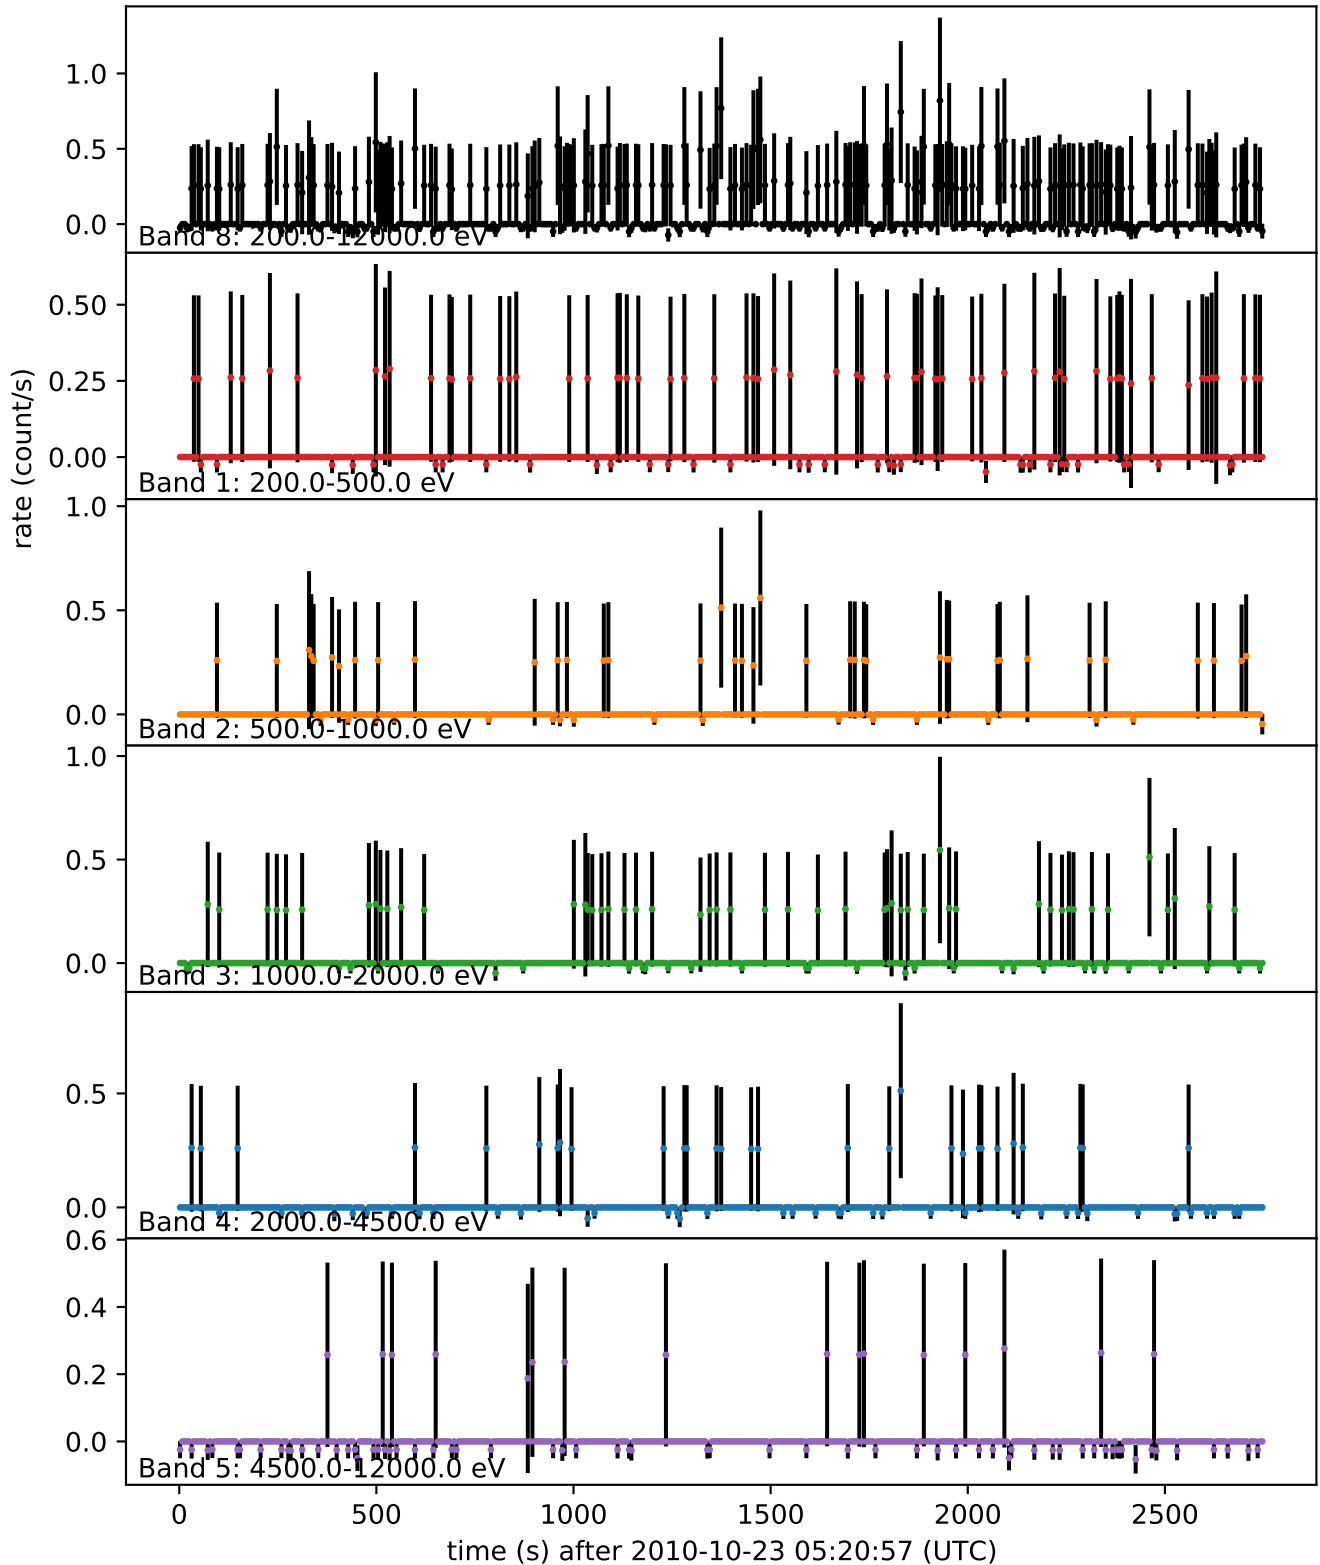 1.0
0.5
0.0
Band 8: 200.0-12000.0 eV
0.50
0.25
0.00
Band 1: 200.0-500.0 eV
rate (count/s)
1.0
0.5
0.0
Band 2: 500.0-1000.0 eV
1.0
0.5
0.0
Band 3: 1000.0-2000.0 eV
0.5
0.0
Band 4: 2000.0-4500.0 eV
0.6
0.4
0.2
0.0
Band 5: 4500.0-12000.0 eV
0 500 1000 1500 2000 2500
time (s) after 2010-10-23 05:20:57 (UTC)